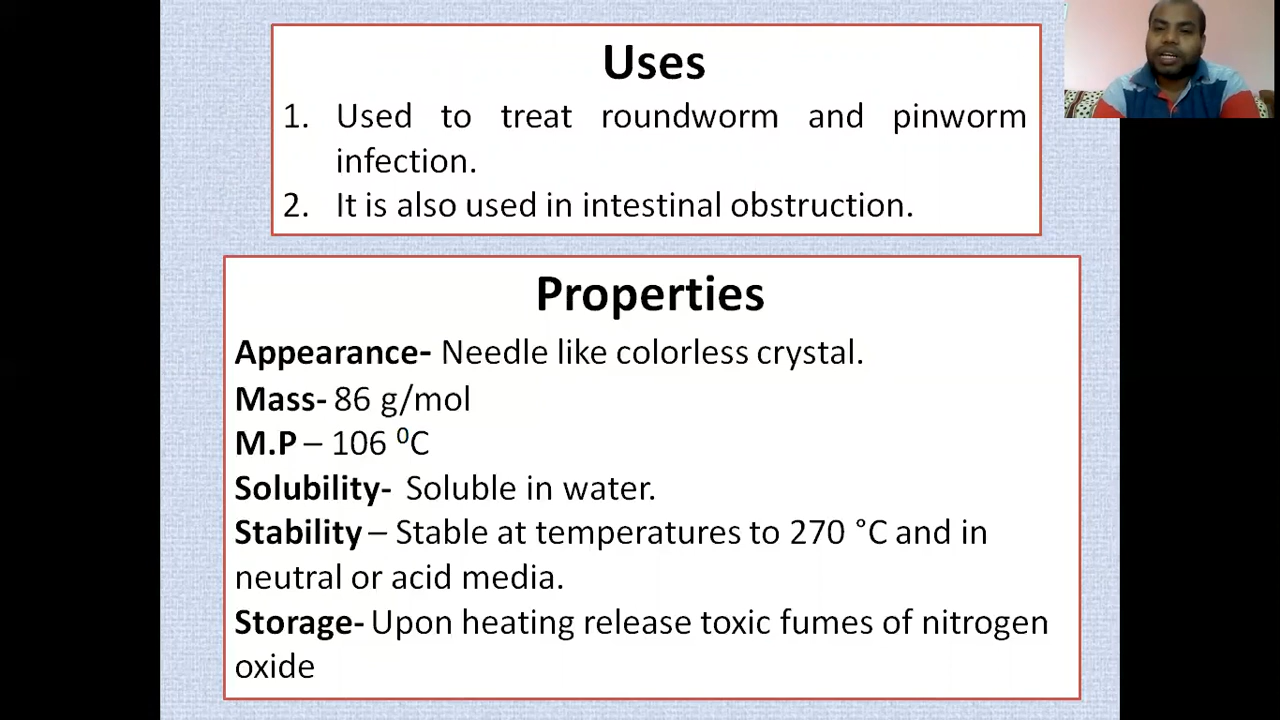 Uses
1. Used to treat roundworm and pinworm
infection.
2. It is also used in intestinal obstruction.
Properties
Appearance- Needle like colorless crystal.
Mass- 86 g/mol
M.P – 106 ⁰C
Solubility- Soluble in water.
Stability – Stable at temperatures to 270 °C and in
neutral or acid media.
Storage- Upon heating release toxic fumes of nitrogen
oxide